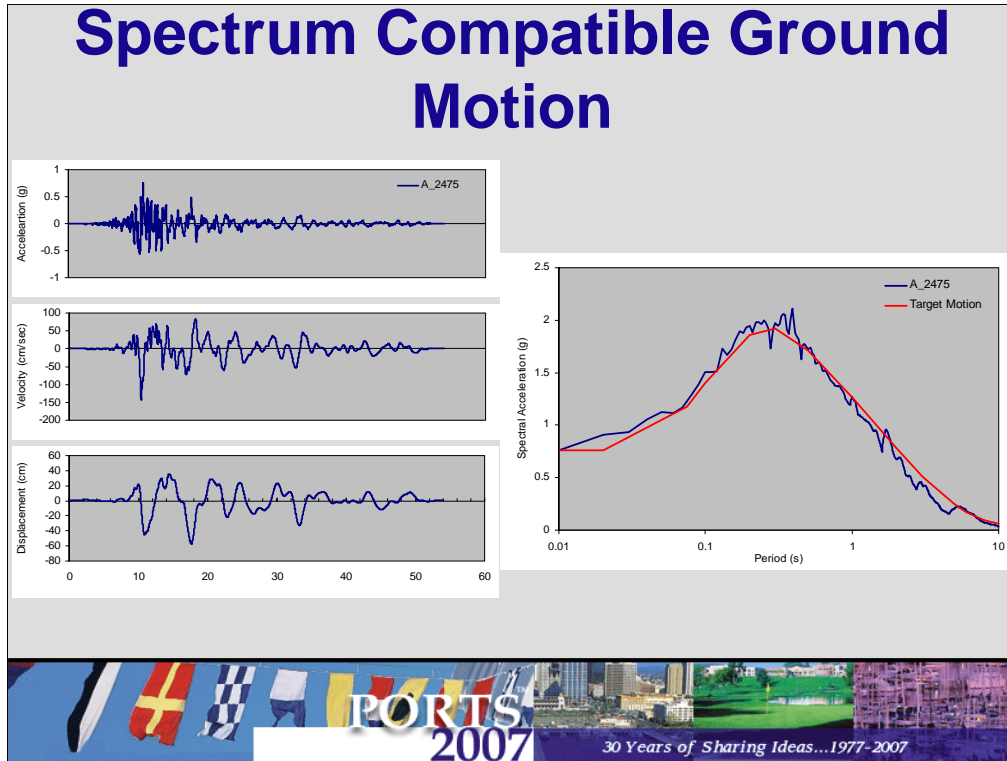 Spectrum Compatible Ground
Motion
1
0.5
0
-0.5
-1
Acceleartion (g)
A_2475
100
50
0
-50
-100
-150
-200
Velocity (cm/sec)
60
40
20
0
-20
-40
-60
-80
Displacement (cm)
0 10 20 30 40 50 60
2.5
2
1.5
1
0.5
0
Spectral Acceleration (g)
A_2475
Target Motion
0.01 0.1 1 10
Period (s)
PORTS™
2007
30 Years of Sharing Ideas...1977-2007